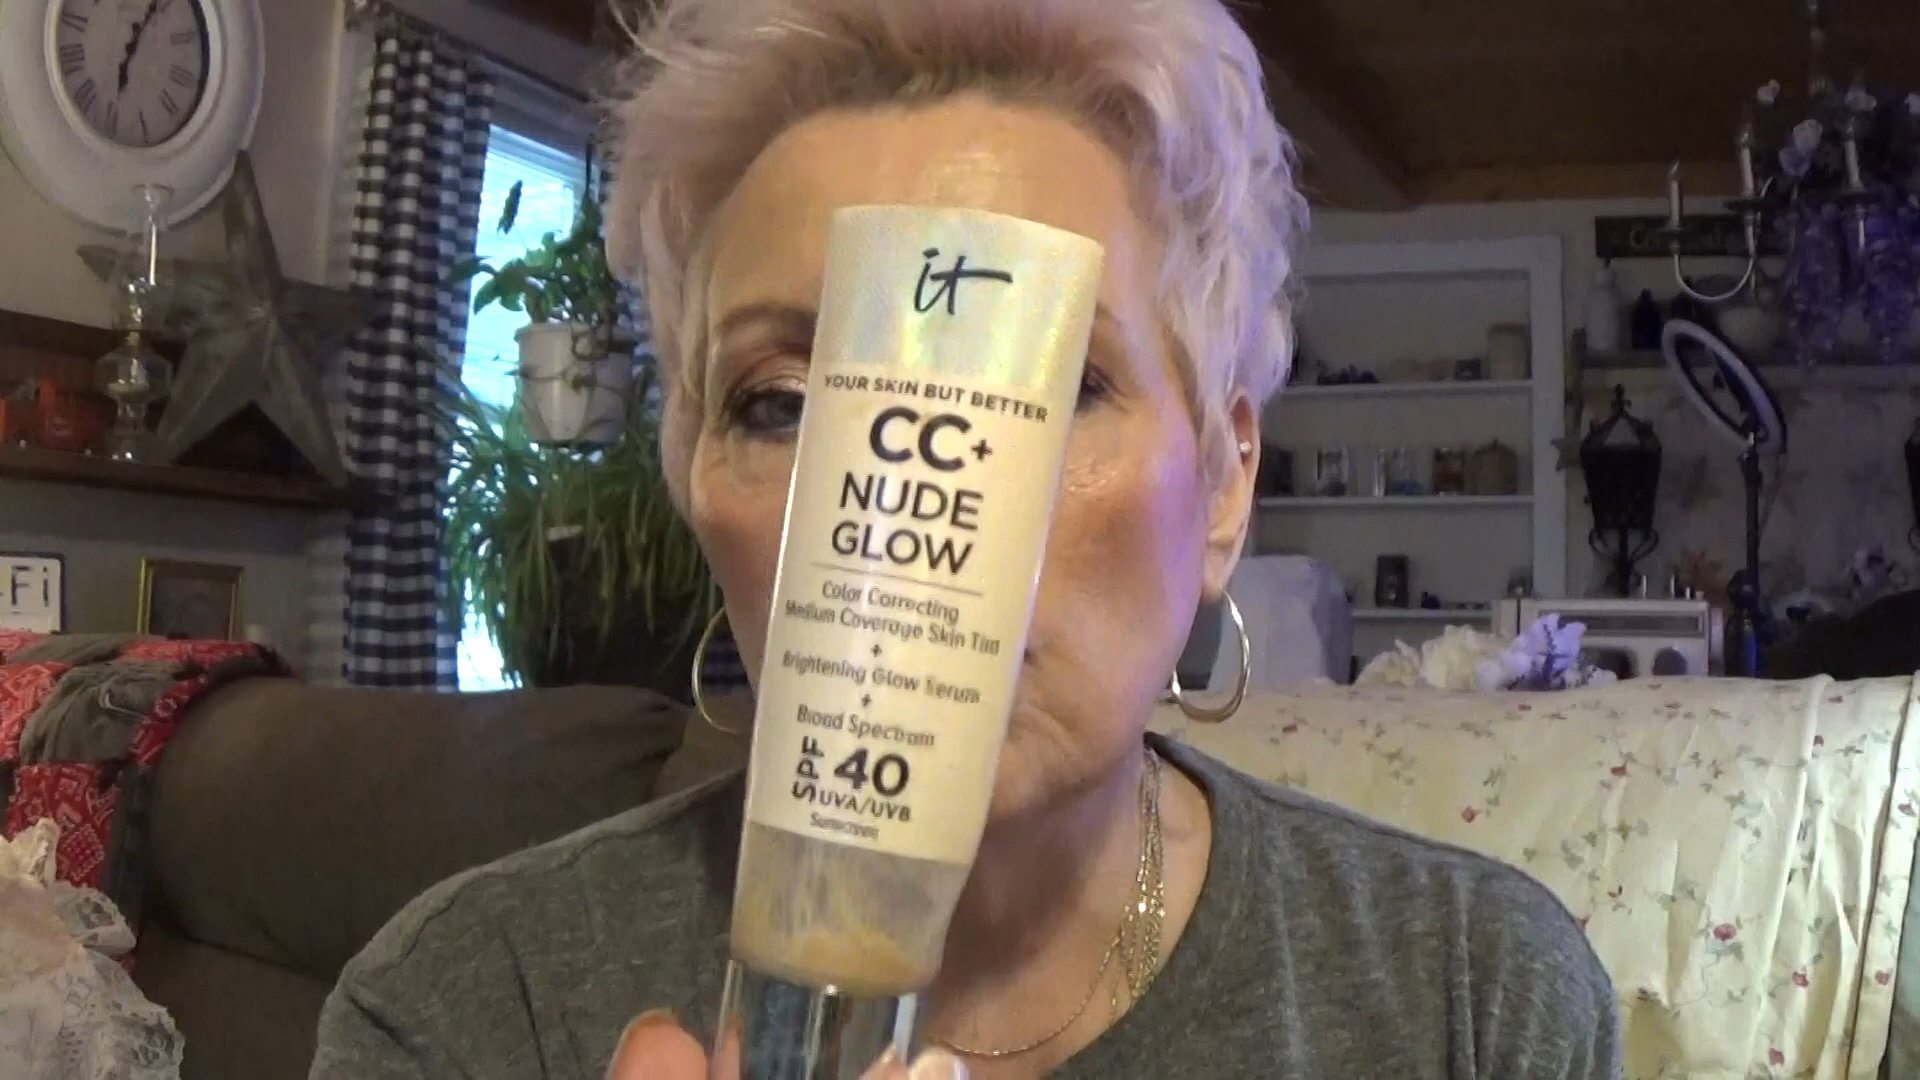 it
YOUR SKIN BUT BETTER
CC+
NUDE
GLOW
Color Correcting
Medium Coverage Skin Tint
+
Brightening Glow Serum
+
Broad Spectrum
SPF 40
UVA/UVB
Sunscreen
FI